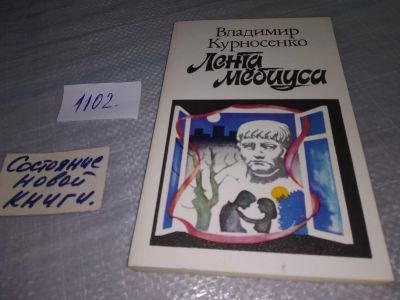 Владимир
Курносенко
Лента
мебиуса
1102.
Состояние
новой
книги.